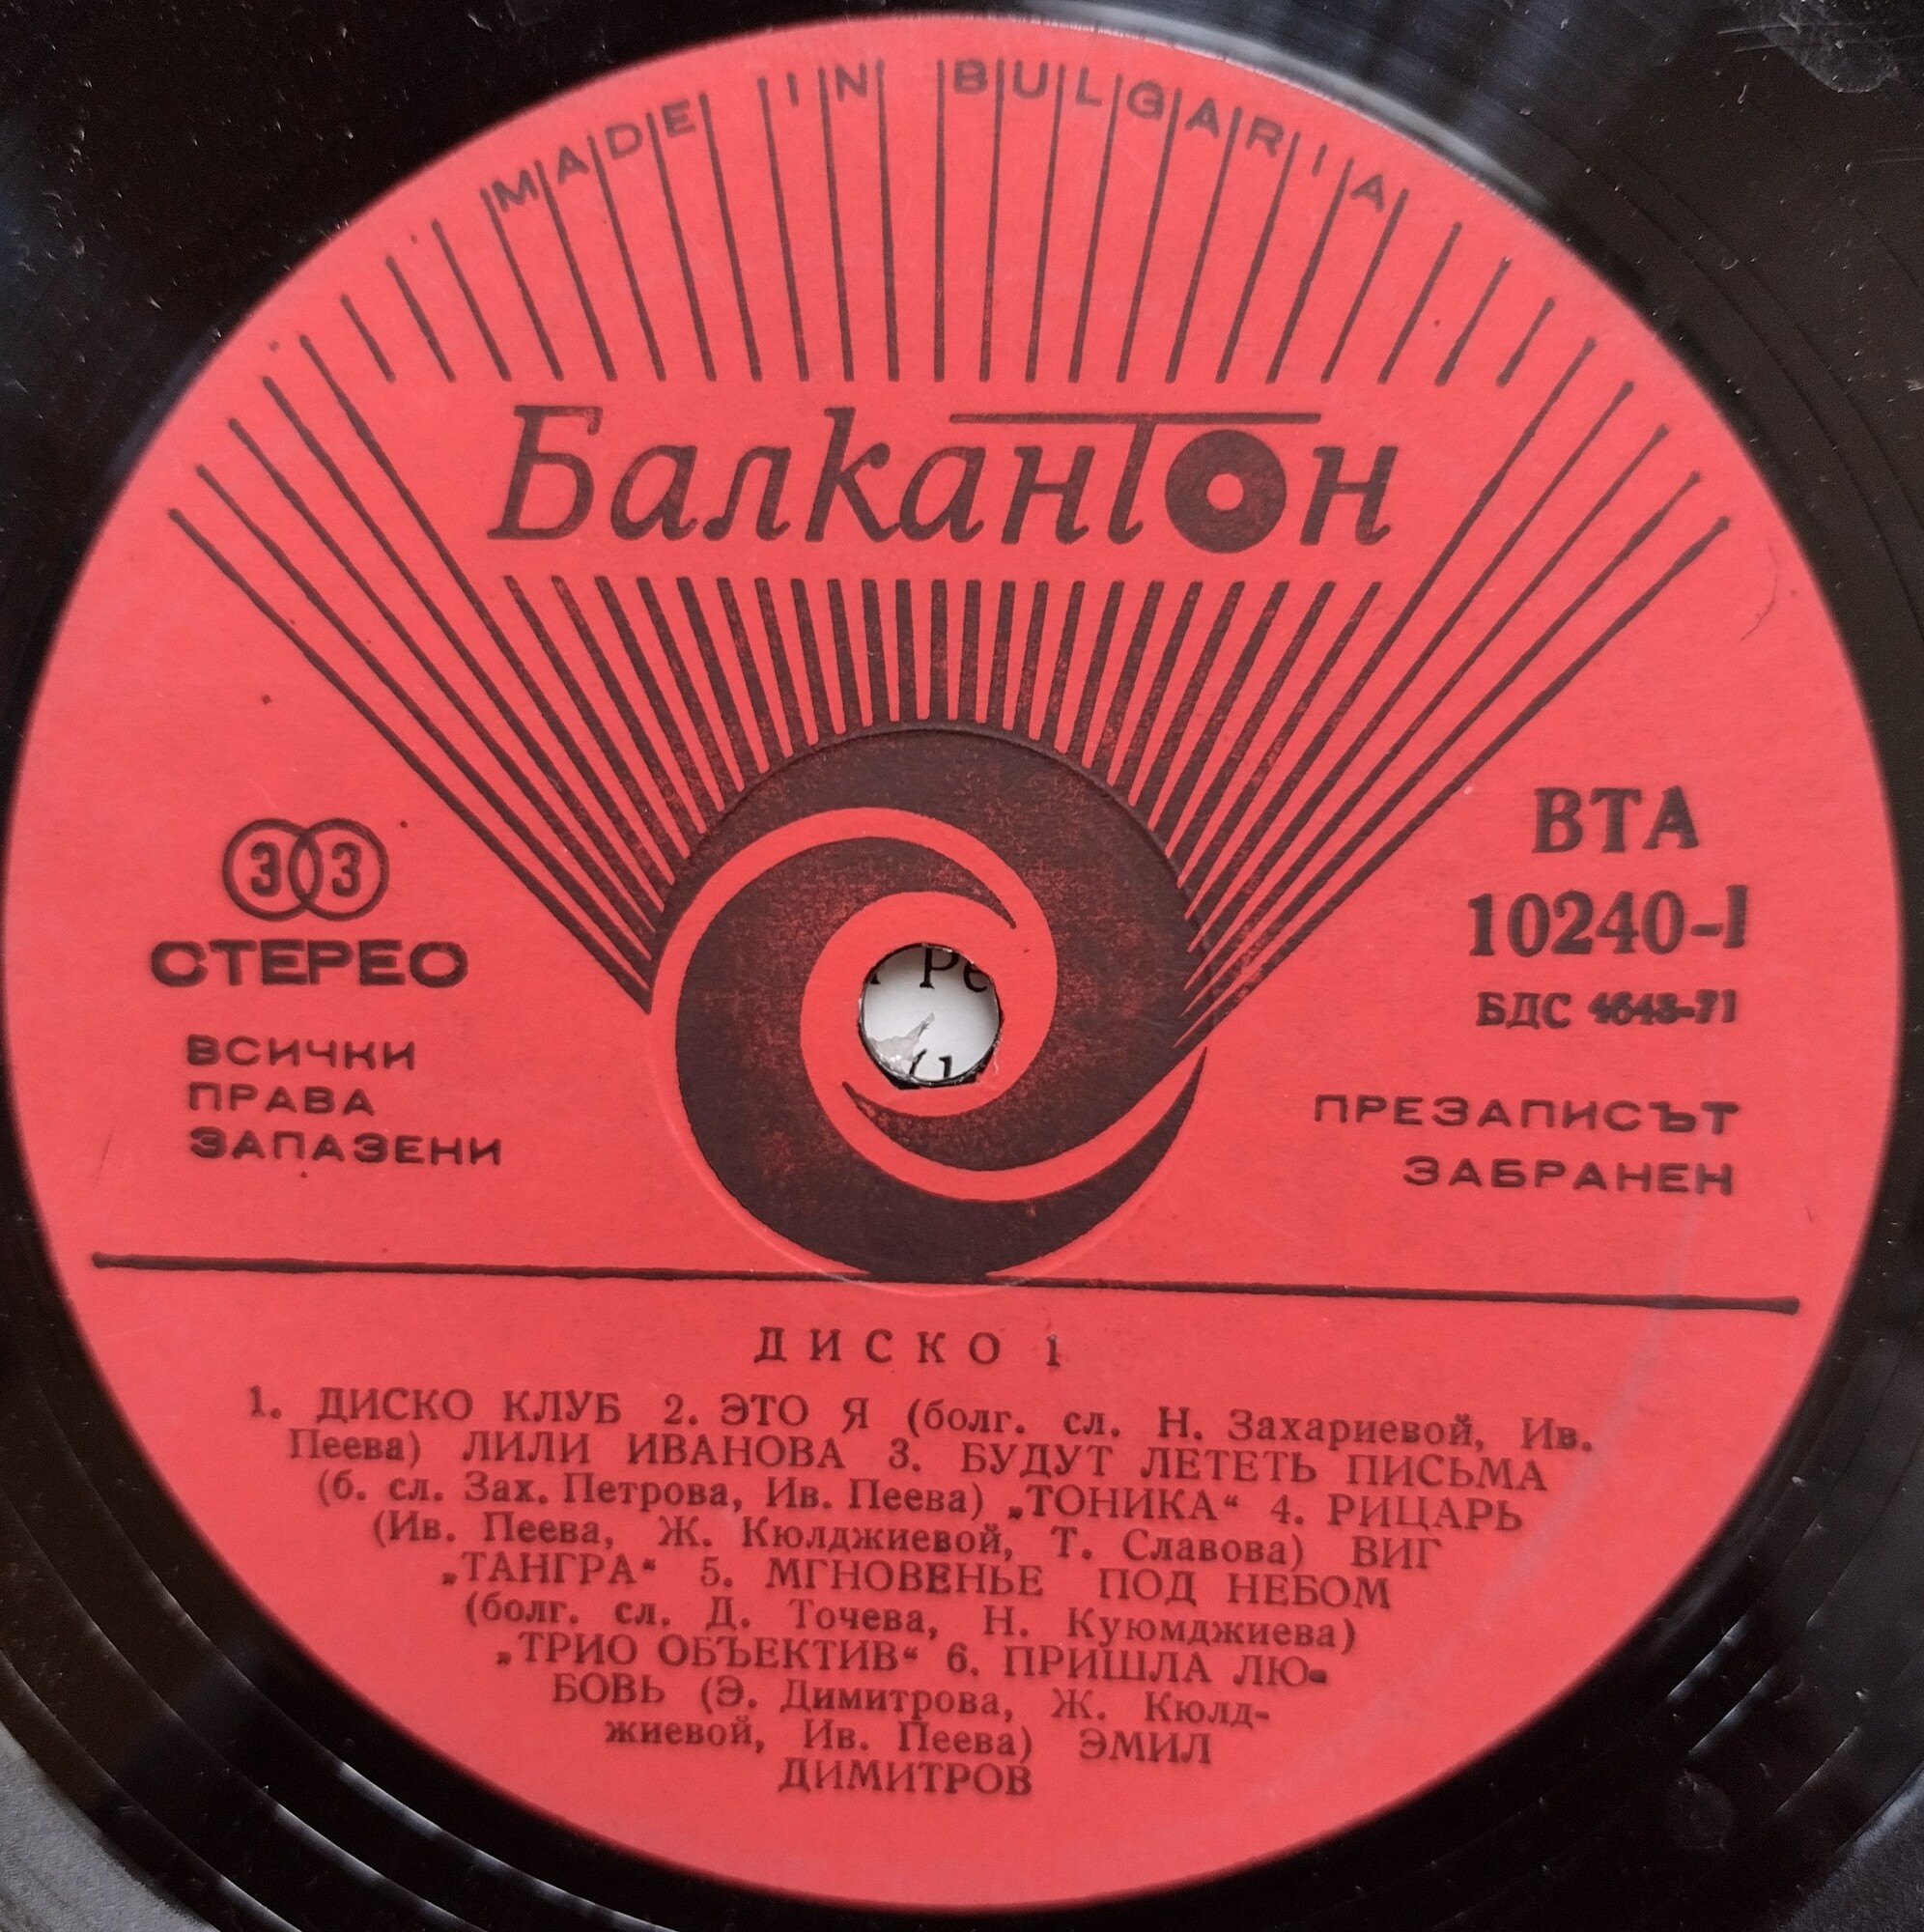 MADE IN BULGARIA
Балкантон
33
СТЕРЕО
ВСИЧКИ
ПРАВА
ЗАПАЗЕНИ
ВТА
10240-I
БДС 4643-71
ПРЕЗАПИСЪТ
ЗАБРАНЕН
ДИСКО 1
1. ДИСКО КЛУБ 2. ЭТО Я (болг. сл. Н. Захариевой, Ив.
Пеева) ЛИЛИ ИВАНОВА 3. БУДУТ ЛЕТЕТЬ ПИСЬМА
(б. сл. Зах. Петрова, Ив. Пеева) „ТОНИКА“ 4. РИЦАРЬ
(Ив. Пеева, Ж. Кюлджиевой, Т. Славова) ВИГ
„ТАНГРА“ 5. МГНОВЕНЬЕ ПОД НЕБОМ
(болг. сл. Д. Точева, Н. Куюмджиева)
„ТРИО ОБЪЕКТИВ“ 6. ПРИШЛА ЛЮ-
БОВЬ (Э. Димитрова, Ж. Кюлд-
жиевой, Ив. Пеева) ЭМИЛ
ДИМИТРОВ